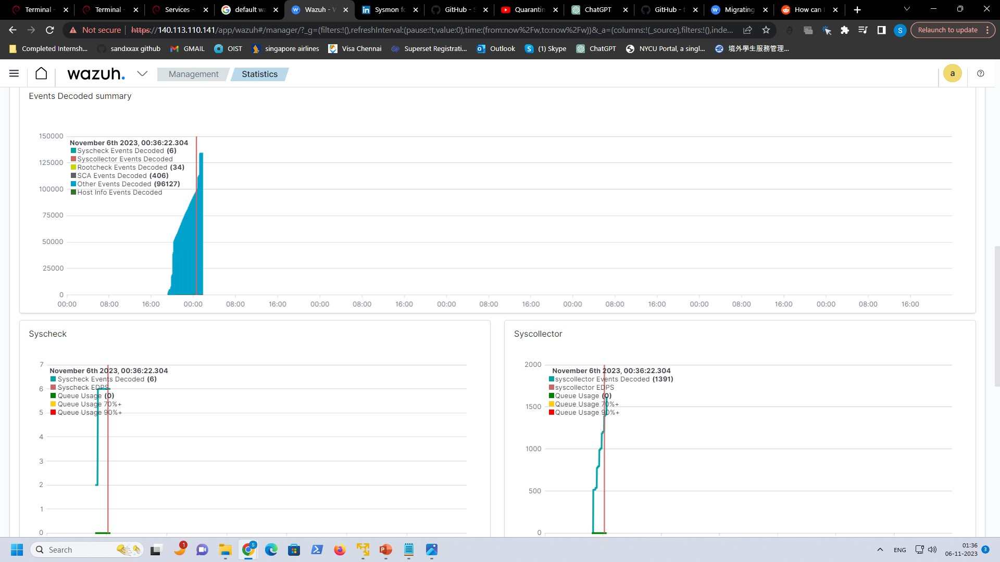 Terminal -
Terminal -
Services -
default wa
Wazuh - W
Sysmon fo
GitHub - S
Quarantin
ChatGPT
GitHub - t
Migrating
How can I
Not secure
https://140.113.110.141/app/wazuh#/manager/?_g=(filters:!(),refreshInterval:(pause:!t,value:0),time:(from:now%2Fw,to:now%2Fw))&_a=(columns:!(_source),filters:!(),inde...
S
Relaunch to update
Completed Internsh...
sandxxax github
GMAIL
OIST
singapore airlines
Visa Chennai
Superset Registrati...
Outlook
(1) Skype
ChatGPT
NYCU Portal, a singl...
境外學生服務管理...
wazuh.
Management
Statistics
a
Events Decoded summary
150000
125000
100000
75000
50000
25000
0
November 6th 2023, 00:36:22.304
Syscheck Events Decoded (6)
Syscollector Events Decoded
Rootcheck Events Decoded (34)
SCA Events Decoded (406)
Other Events Decoded (96127)
Host Info Events Decoded
00:00 08:00 16:00 00:00 08:00 16:00 00:00 08:00 16:00 00:00 08:00 16:00 00:00 08:00 16:00 00:00 08:00 16:00 00:00 08:00 16:00
Syscheck
7
6
5
4
3
2
1
0
November 6th 2023, 00:36:22.304
Syscheck Events Decoded (6)
Syscheck EDPS
Queue Usage (0)
Queue Usage 70%+
Queue Usage 90%+
Syscollector
2000
1500
1000
500
0
November 6th 2023, 00:36:22.304
syscollector Events Decoded (1391)
syscollector EDPS
Queue Usage (0)
Queue Usage 70%+
Queue Usage 90%+
Search
1
S
ENG
01:36
06-11-2023
3